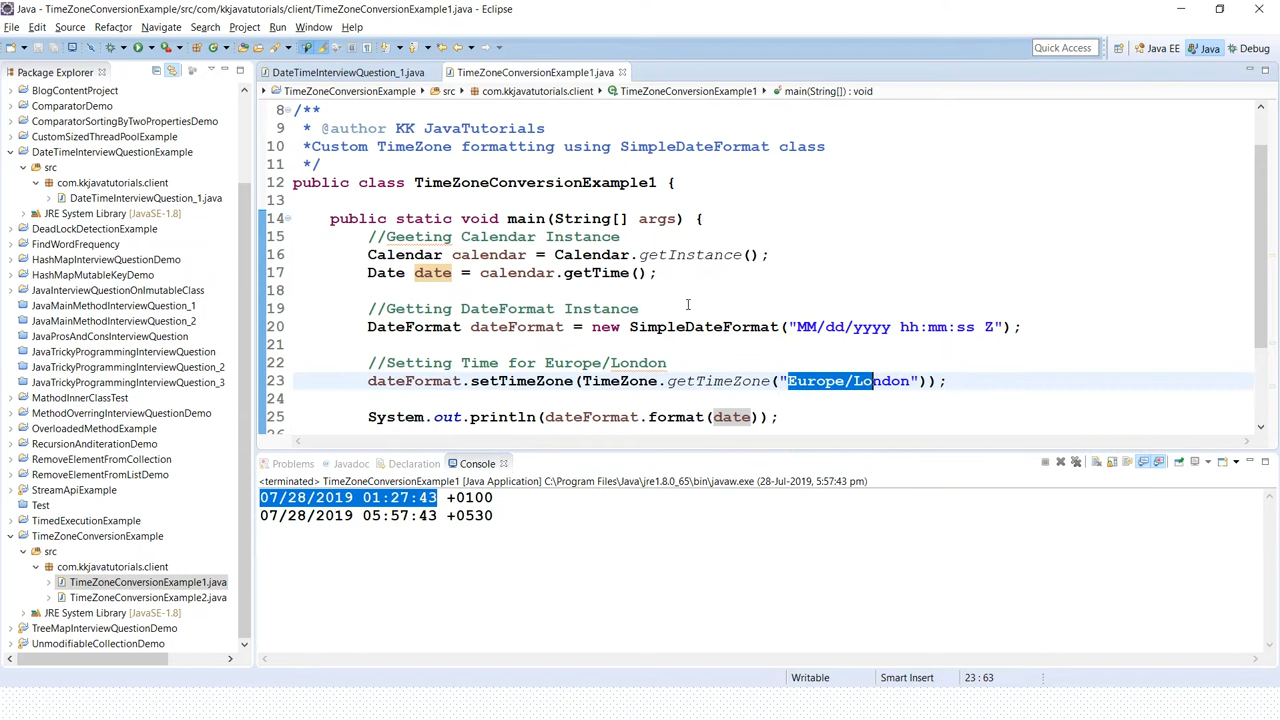 Java - TimeZoneConversionExample/src/com/kkjavatutorials/client/TimeZoneConversionExample1.java - Eclipse
File Edit Source Refactor Navigate Search Project Run Window Help
Quick Access Java EE Java Debug
Package Explorer
BlogContentProject
ComparatorDemo
ComparatorSortingByTwoPropertiesDemo
CustomSizedThreadPoolExample
DateTimeInterviewQuestionExample
src
com.kkjavatutorials.client
DateTimeInterviewQuestion_1.java
JRE System Library [JavaSE-1.8]
DeadLockDetectionExample
FindWordFrequency
HashMapInterviewQuestionDemo
HashMapMutableKeyDemo
JavaInterviewQuestionOnImutableClass
JavaMainMethodInterviewQuestion_1
JavaMainMethodInterviewQuestion_2
JavaProsAndConsInterviewQuestion
JavaTrickyProgrammingInterviewQuestion
JavaTrickyProgrammingInterviewQuestion_2
JavaTrickyProgrammingInterviewQuestion_3
MathodInnerClassTest
MethodOverringInterviewQuestionDemo
OverloadedMethodExample
RecursionAnditerationDemo
RemoveElementFromCollection
RemoveElementFromListDemo
StreamApiExample
Test
TimedExecutionExample
TimeZoneConversionExample
src
com.kkjavatutorials.client
TimeZoneConversionExample1.java
TimeZoneConversionExample2.java
JRE System Library [JavaSE-1.8]
TreeMapInterviewQuestionDemo
UnmodifiableCollectionDemo
DateTimeInterviewQuestion_1.java TimeZoneConversionExample1.java
TimeZoneConversionExample src com.kkjavatutorials.client TimeZoneConversionExample1 main(String[]) : void
8 /**
9 * @author KK JavaTutorials
10 *Custom TimeZone formatting using SimpleDateFormat class
11 */
12 public class TimeZoneConversionExample1 {
13
14 public static void main(String[] args) {
15 //Geeting Calendar Instance
16 Calendar calendar = Calendar.getInstance();
17 Date date = calendar.getTime();
18
19 //Getting DateFormat Instance
20 DateFormat dateFormat = new SimpleDateFormat("MM/dd/yyyy hh:mm:ss Z");
21
22 //Setting Time for Europe/London
23 dateFormat.setTimeZone(TimeZone.getTimeZone("Europe/London"));
24
25 System.out.println(dateFormat.format(date));
26
Problems Javadoc Declaration Console
<terminated> TimeZoneConversionExample1 [Java Application] C:\Program Files\Java\jre1.8.0_65\bin\javaw.exe (28-Jul-2019, 5:57:43 PM)
07/28/2019 01:27:43 +0100
07/28/2019 05:57:43 +0530
Writable Smart Insert 23 : 63